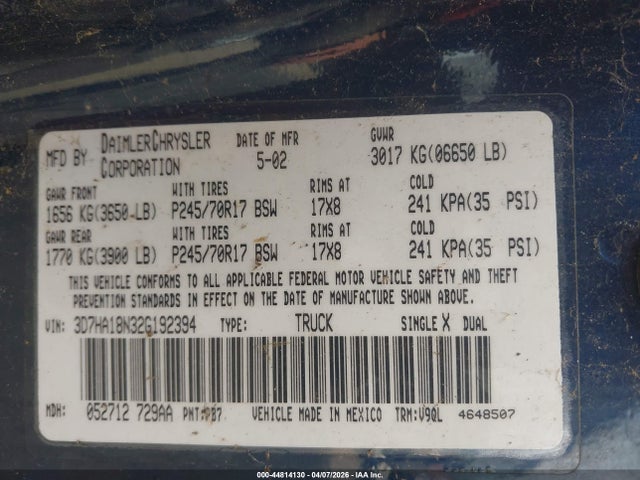 MFD BY DAIMLERCHRYSLER CORPORATION DATE OF MFR 5-02 GVWR 3017 KG(06650 LB)
GAWR FRONT WITH TIRES RIMS AT COLD
1656 KG(3650 LB) P245/70R17 BSW 17X8 241 KPA(35 PSI)
GAWR REAR WITH TIRES RIMS AT COLD
1770 KG(3900 LB) P245/70R17 BSW 17X8 241 KPA(35 PSI)
THIS VEHICLE CONFORMS TO ALL APPLICABLE FEDERAL MOTOR VEHICLE SAFETY AND THEFT
PREVENTION STANDARDS IN EFFECT ON THE DATE OF MANUFACTURE SHOWN ABOVE.
VIN: 3D7HA18N32G192394 TYPE: TRUCK SINGLE X DUAL
MDH: 052712 729AA PNT: VEHICLE MADE IN MEXICO TRM:V9QL 4648507
000-44814130 - 04/07/2026 - COPART